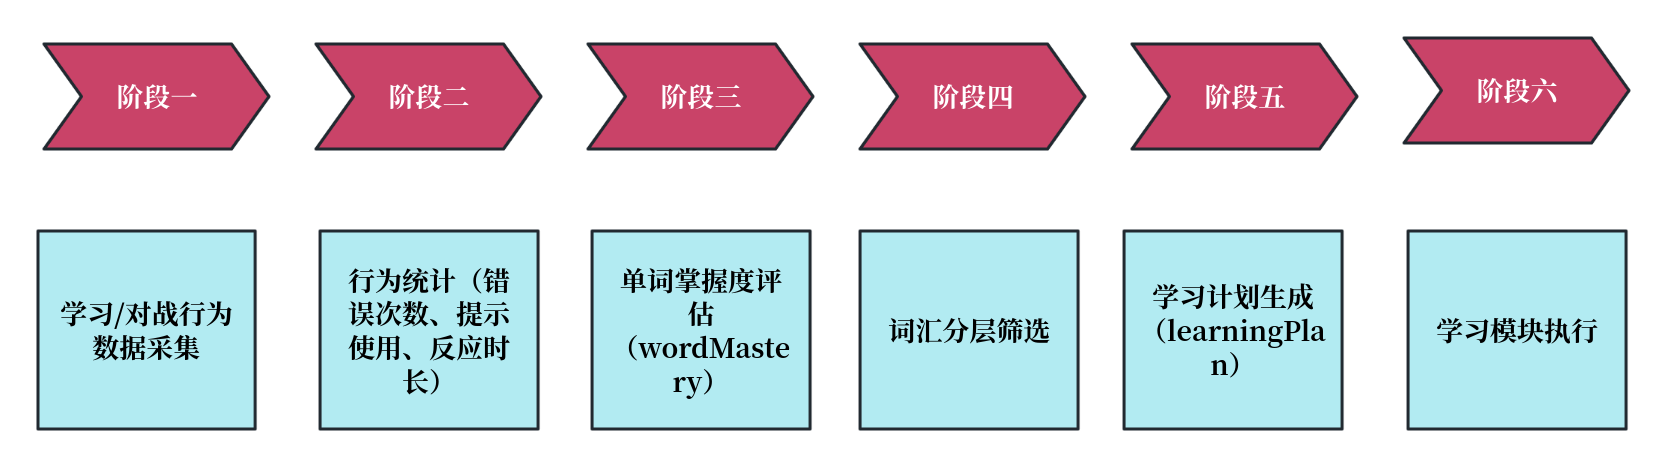 阶段一
阶段二
阶段三
阶段四
阶段五
阶段六
学习/对战行为
数据采集
行为统计（错
误次数、提示
使用、反应时
长）
单词掌握度评
估
（wordMaste
ry）
词汇分层筛选
学习计划生成
（learningPla
n）
学习模块执行